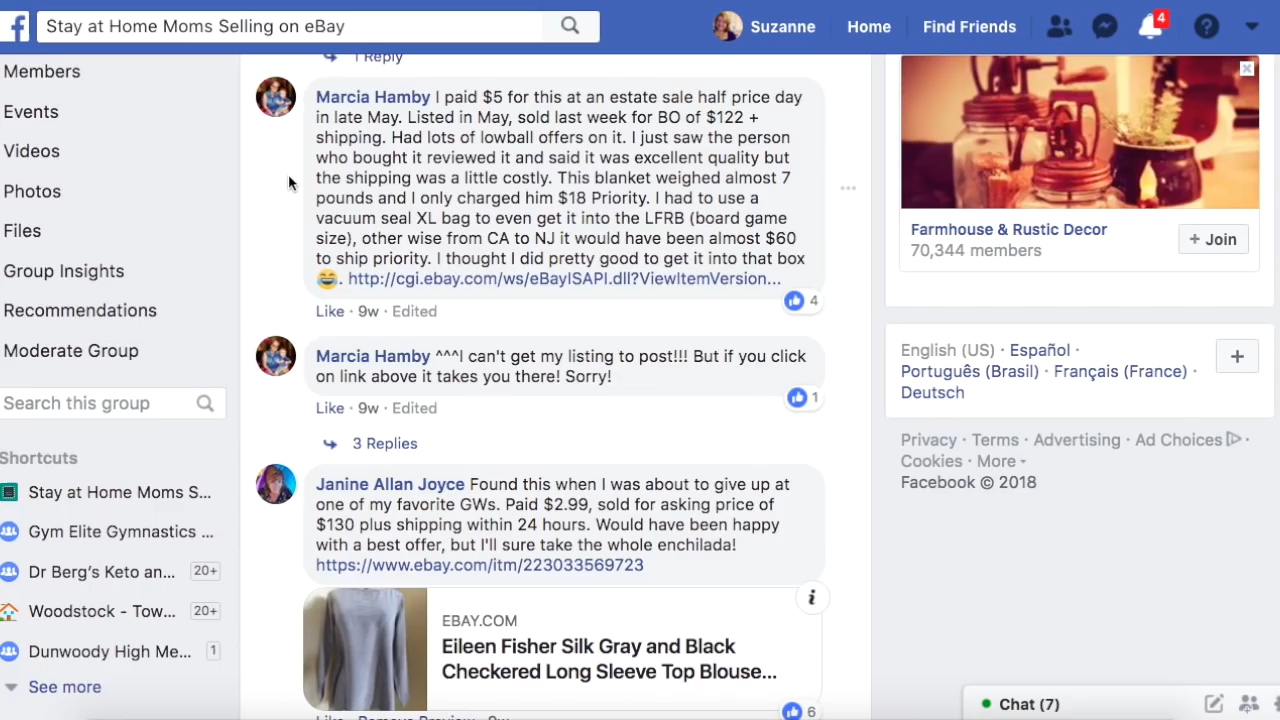 f
Stay at Home Moms Selling on eBay
Suzanne
Home
Find Friends
4
Members
Events
Videos
Photos
Files
Group Insights
Recommendations
Moderate Group
Search this group
Shortcuts
Stay at Home Moms S...
Gym Elite Gymnastics ...
Dr Berg's Keto an... 20+
Woodstock - Tow... 20+
Dunwoody High Me... 1
See more
1 Reply
Marcia Hamby I paid $5 for this at an estate sale half price day
in late May. Listed in May, sold last week for BO of $122 +
shipping. Had lots of lowball offers on it. I just saw the person
who bought it reviewed it and said it was excellent quality but
the shipping was a little costly. This blanket weighed almost 7
pounds and I only charged him $18 Priority. I had to use a
vacuum seal XL bag to even get it into the LFRB (board game
size), other wise from CA to NJ it would have been almost $60
to ship priority. I thought I did pretty good to get it into that box
😂. http://cgi.ebay.com/ws/eBayISAPI.dll?ViewItemVersion...
4
Like · 9w · Edited
Marcia Hamby ^^^I can't get my listing to post!!! But if you click
on link above it takes you there! Sorry!
1
Like · 9w · Edited
3 Replies
Janine Allan Joyce Found this when I was about to give up at
one of my favorite GWs. Paid $2.99, sold for asking price of
$130 plus shipping within 24 hours. Would have been happy
with a best offer, but I'll sure take the whole enchilada!
https://www.ebay.com/itm/223033569723
EBAY.COM
Eileen Fisher Silk Gray and Black
Checkered Long Sleeve Top Blouse...
6
Like · Remove Preview · 9w
Farmhouse & Rustic Decor
70,344 members
+ Join
English (US) · Español ·
Português (Brasil) · Français (France) ·
Deutsch
Privacy · Terms · Advertising · Ad Choices ·
Cookies · More
Facebook © 2018
Chat (7)